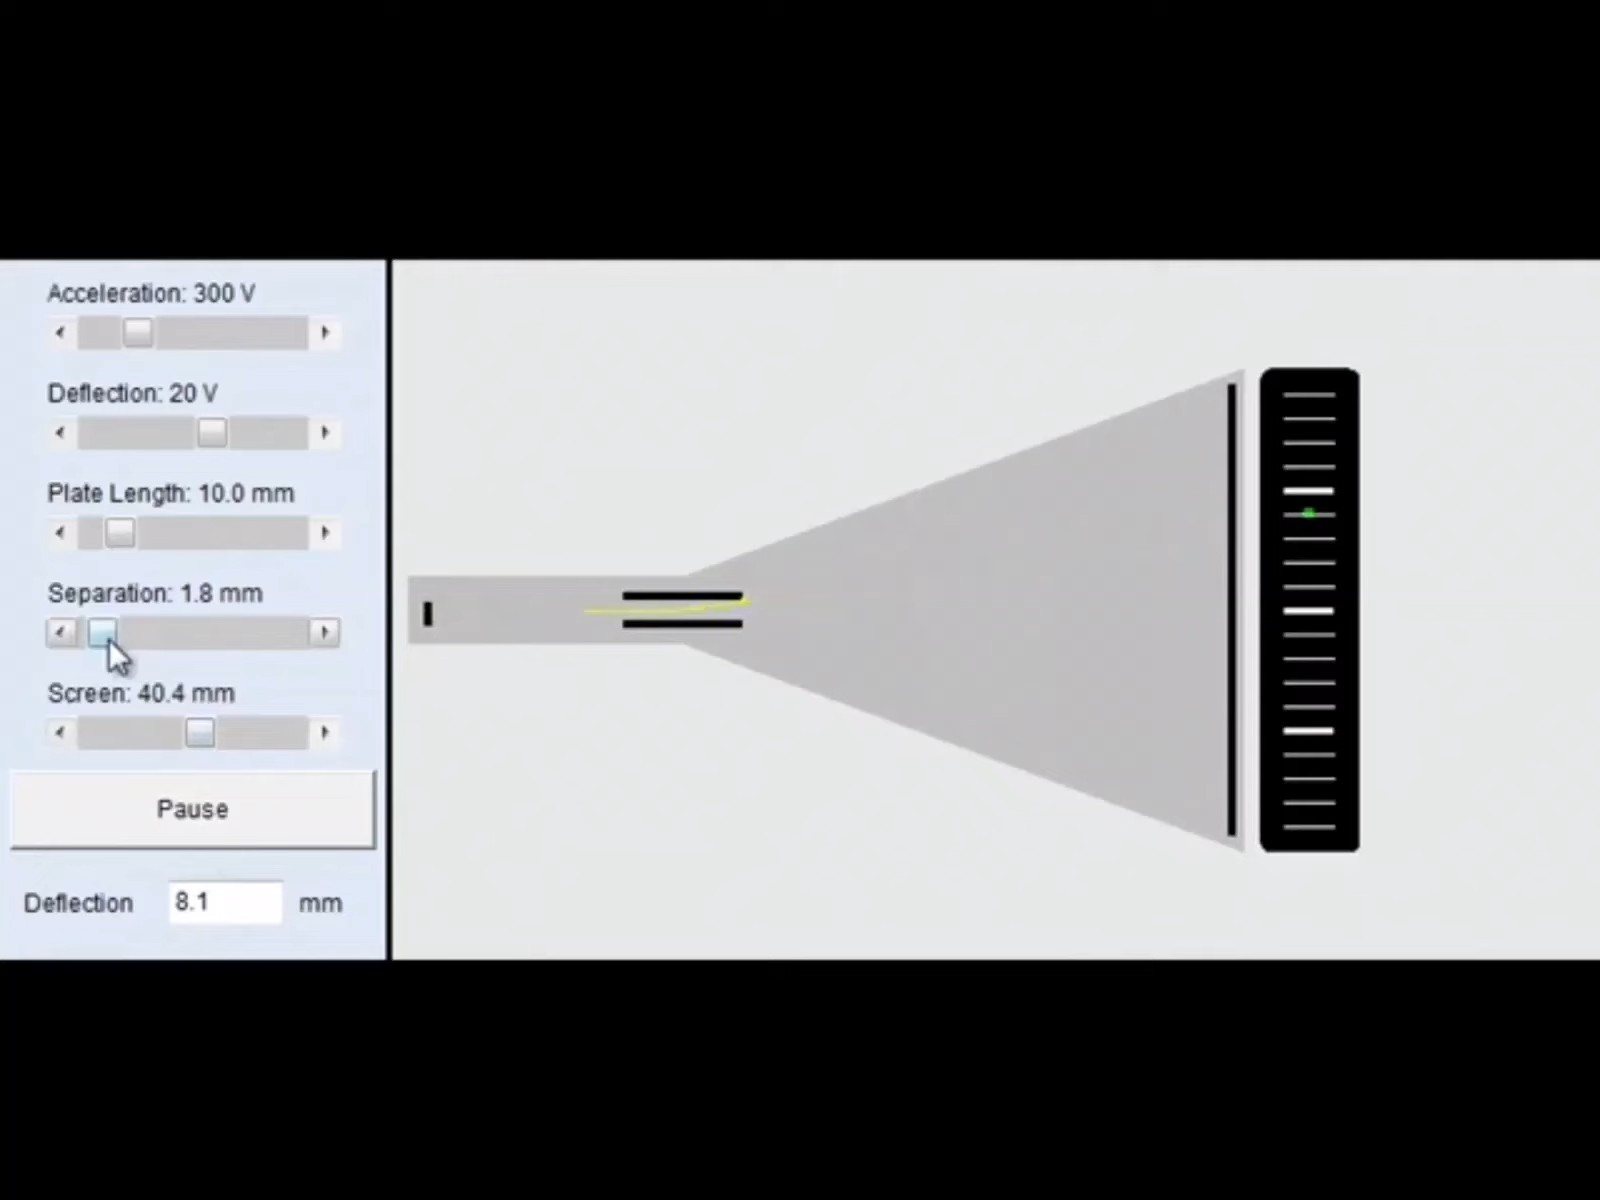 Acceleration: 300 V
Deflection: 20 V
Plate Length: 10.0 mm
Separation: 1.8 mm
Screen: 40.4 mm
Pause
Deflection 8.1 mm